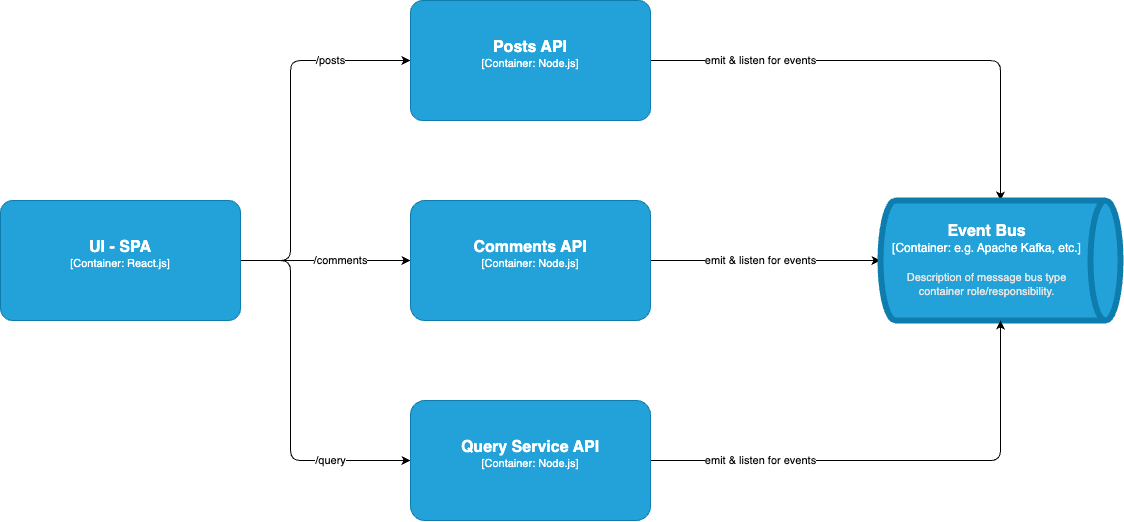 Posts API
[Container: Node.js]
/posts
emit & listen for events
UI - SPA
[Container: React.js]
/comments
Comments API
[Container: Node.js]
emit & listen for events
Event Bus
[Container: e.g. Apache Kafka, etc.]
Description of message bus type
container role/responsibility.
/query
Query Service API
[Container: Node.js]
emit & listen for events